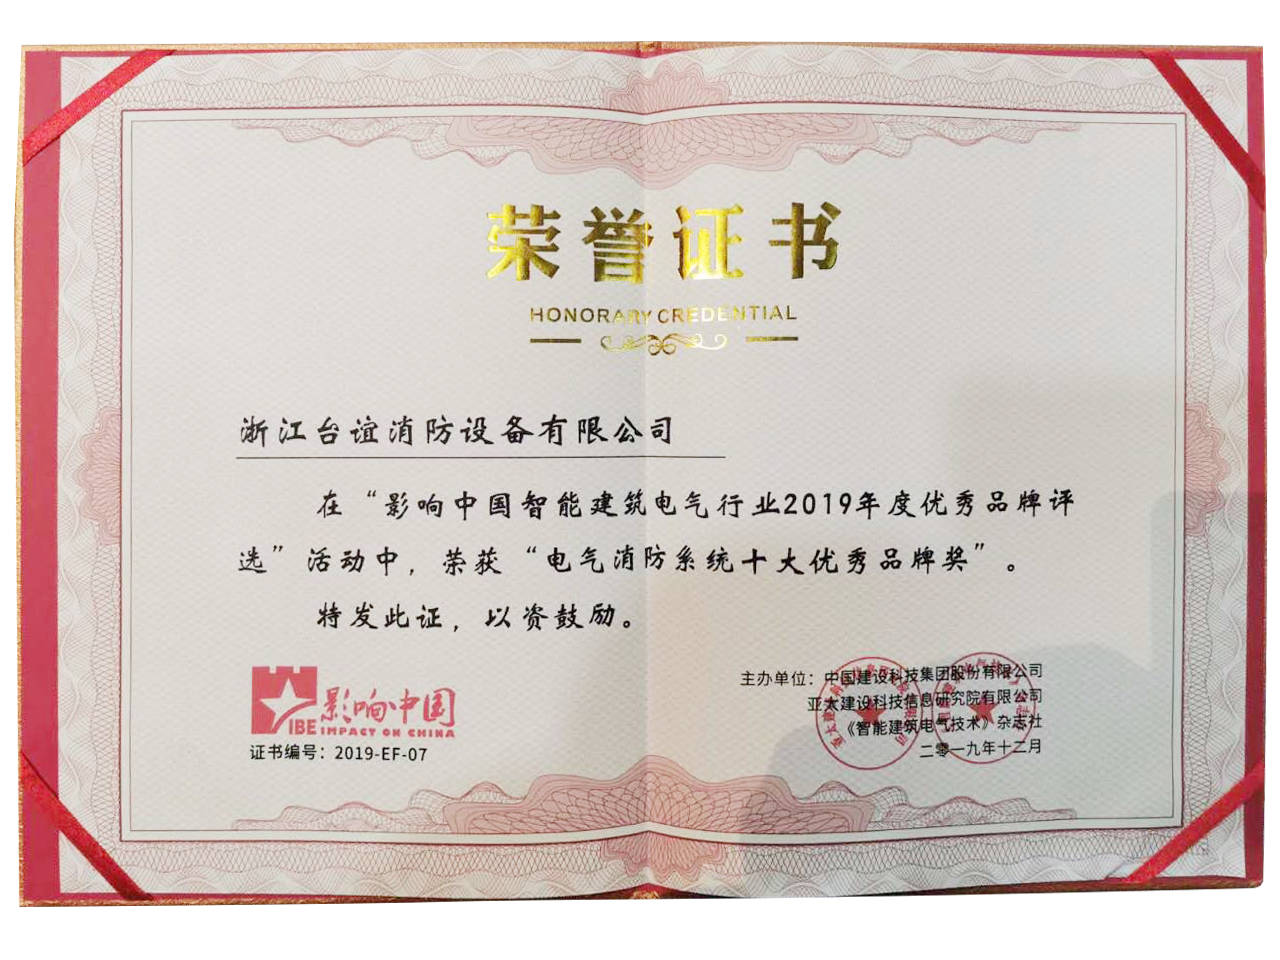 荣誉证书
HONORARY CREDENTIAL
浙江台谊消防设备有限公司
在“影响中国智能建筑电气行业2019年度优秀品牌评
选”活动中，荣获“电气消防系统十大优秀品牌奖”。
特发此证，以资鼓励。
IBE 影响中国
IMPACT ON CHINA
证书编号：2019-EF-07
主办单位：中国建设科技集团股份有限公司
亚太建设科技信息研究院有限公司
《智能建筑电气技术》杂志社
二零一九年十二月